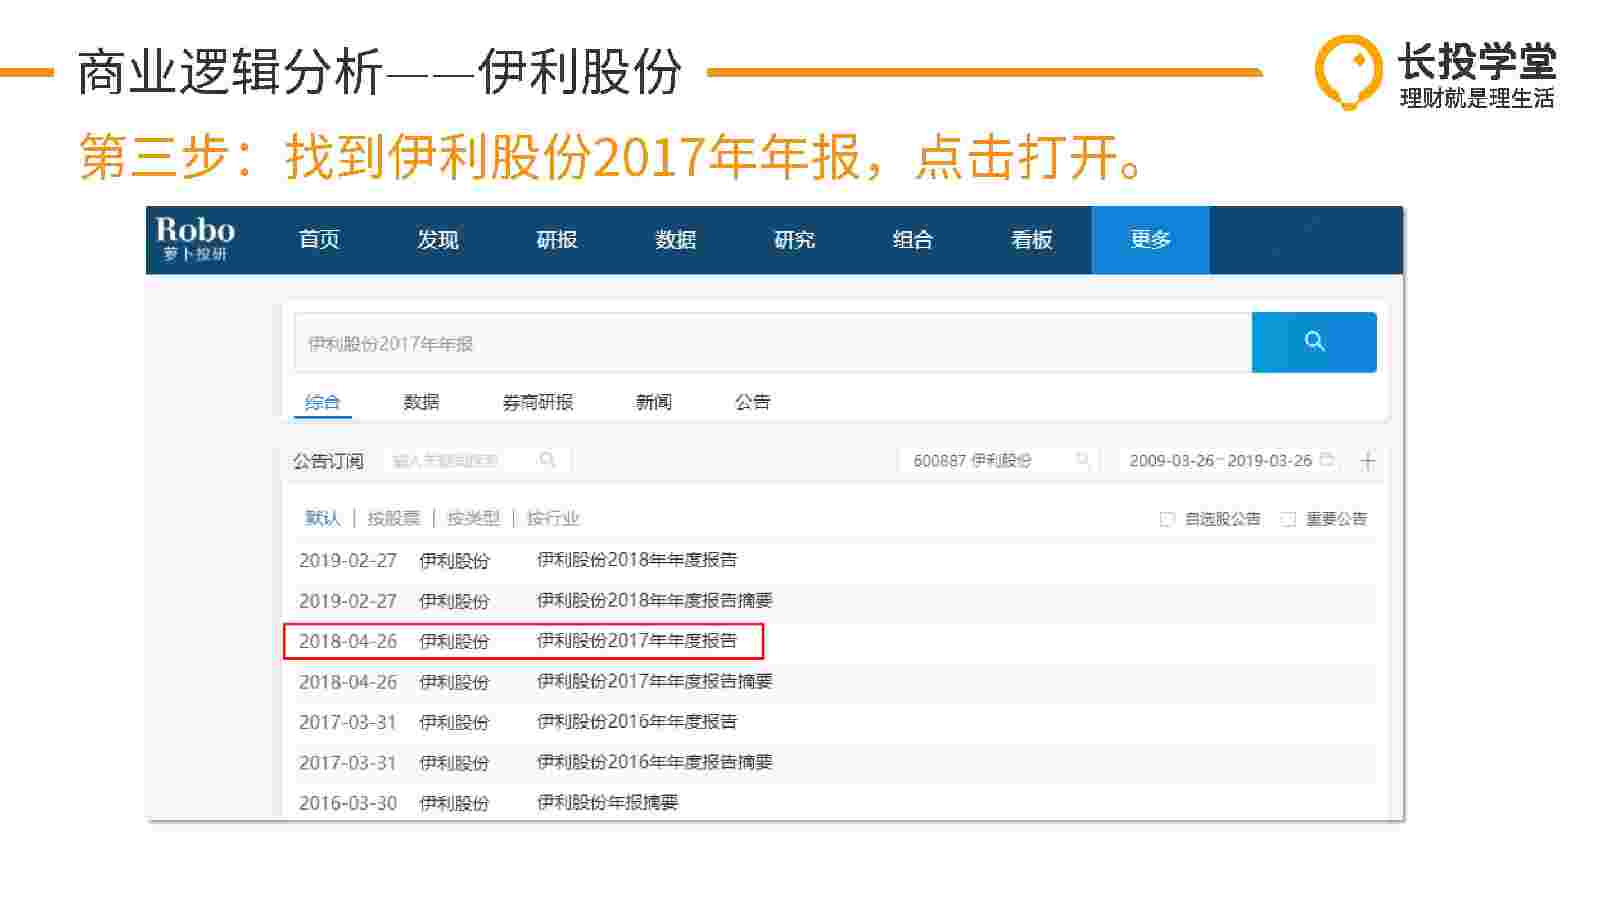 商业逻辑分析——伊利股份
长投学堂
理财就是理生活
第三步：找到伊利股份2017年年报，点击打开。
Robo
萝卜投研
首页 发现 研报 数据 研究 组合 看板 更多
伊利股份2017年年报
综合 数据 券商研报 新闻 公告
公告订阅 输入关键词搜索 600887 伊利股份 2009-03-26~2019-03-26
默认 | 按股票 | 按类型 | 按行业 自选股公告 重要公告
2019-02-27 伊利股份 伊利股份2018年年度报告
2019-02-27 伊利股份 伊利股份2018年年度报告摘要
2018-04-26 伊利股份 伊利股份2017年年度报告
2018-04-26 伊利股份 伊利股份2017年年度报告摘要
2017-03-31 伊利股份 伊利股份2016年年度报告
2017-03-31 伊利股份 伊利股份2016年年度报告摘要
2016-03-30 伊利股份 伊利股份年报摘要